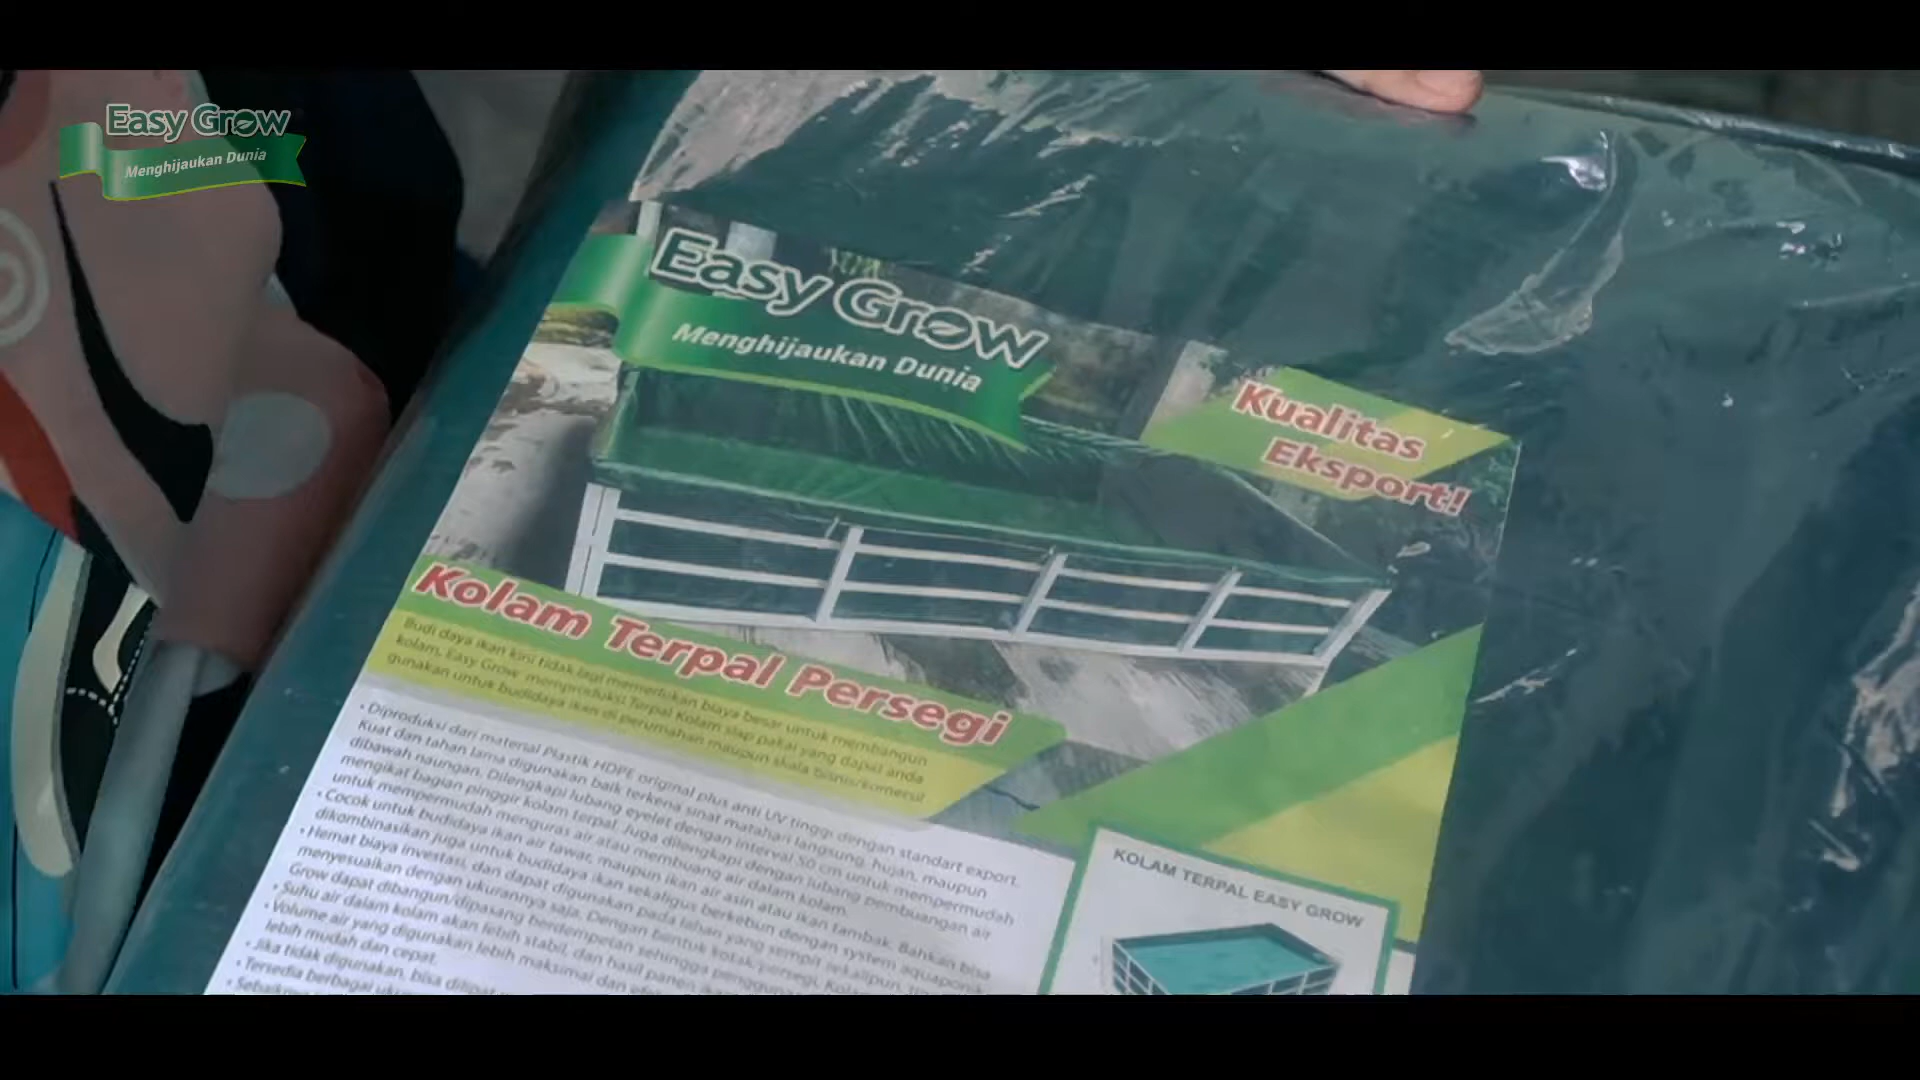 Easy Grow
Menghijaukan Dunia
Easy Grow
Menghijaukan Dunia
Kualitas
Eksport!
Kolam Terpal Persegi
Budi daya ikan kini tidak lagi memerlukan biaya besar untuk membangun
kolam, Easy Grow memproduksi Terpal Kolam siap pakai yang dapat anda
gunakan untuk budidaya ikan di perumahan maupun skala bisnis/komersil
• Diproduksi dari material Plastik HDPE original plus anti UV tinggi, dengan standart export.
Kuat dan tahan lama digunakan baik terkena sinar matahari langsung, hujan, maupun
dibawah naungan. Dilengkapi lubang eyelet dengan interval 50 cm untuk mempermudah
mengikat bagian pinggir kolam terpal. Juga dilengkapi dengan lubang pembuangan air
untuk mempermudah menguras air atau membuang air dalam kolam.
• Cocok untuk budidaya ikan air tawar, maupun ikan air asin atau ikan tambak. Bahkan bisa
dikombinasikan juga untuk budidaya ikan sekaligus berkebun dengan system aquaponik
• Hemat biaya investasi, dan dapat digunakan pada lahan yang sempit sekalipun,
menyesuaikan dengan ukurannya saja. Dengan bentuk kotak persegi, Kolam
Grow dapat dibangun/dipasang berdempetan sehingga
• Suhu air dalam kolam akan lebih stabil, dan hasil panen
• Volume air yang digunakan lebih maksimal dan
lebih mudah dan cepat.
• Jika tidak digunakan, bisa dilipat
• Tersedia berbagai
KOLAM TERPAL EASY GROW